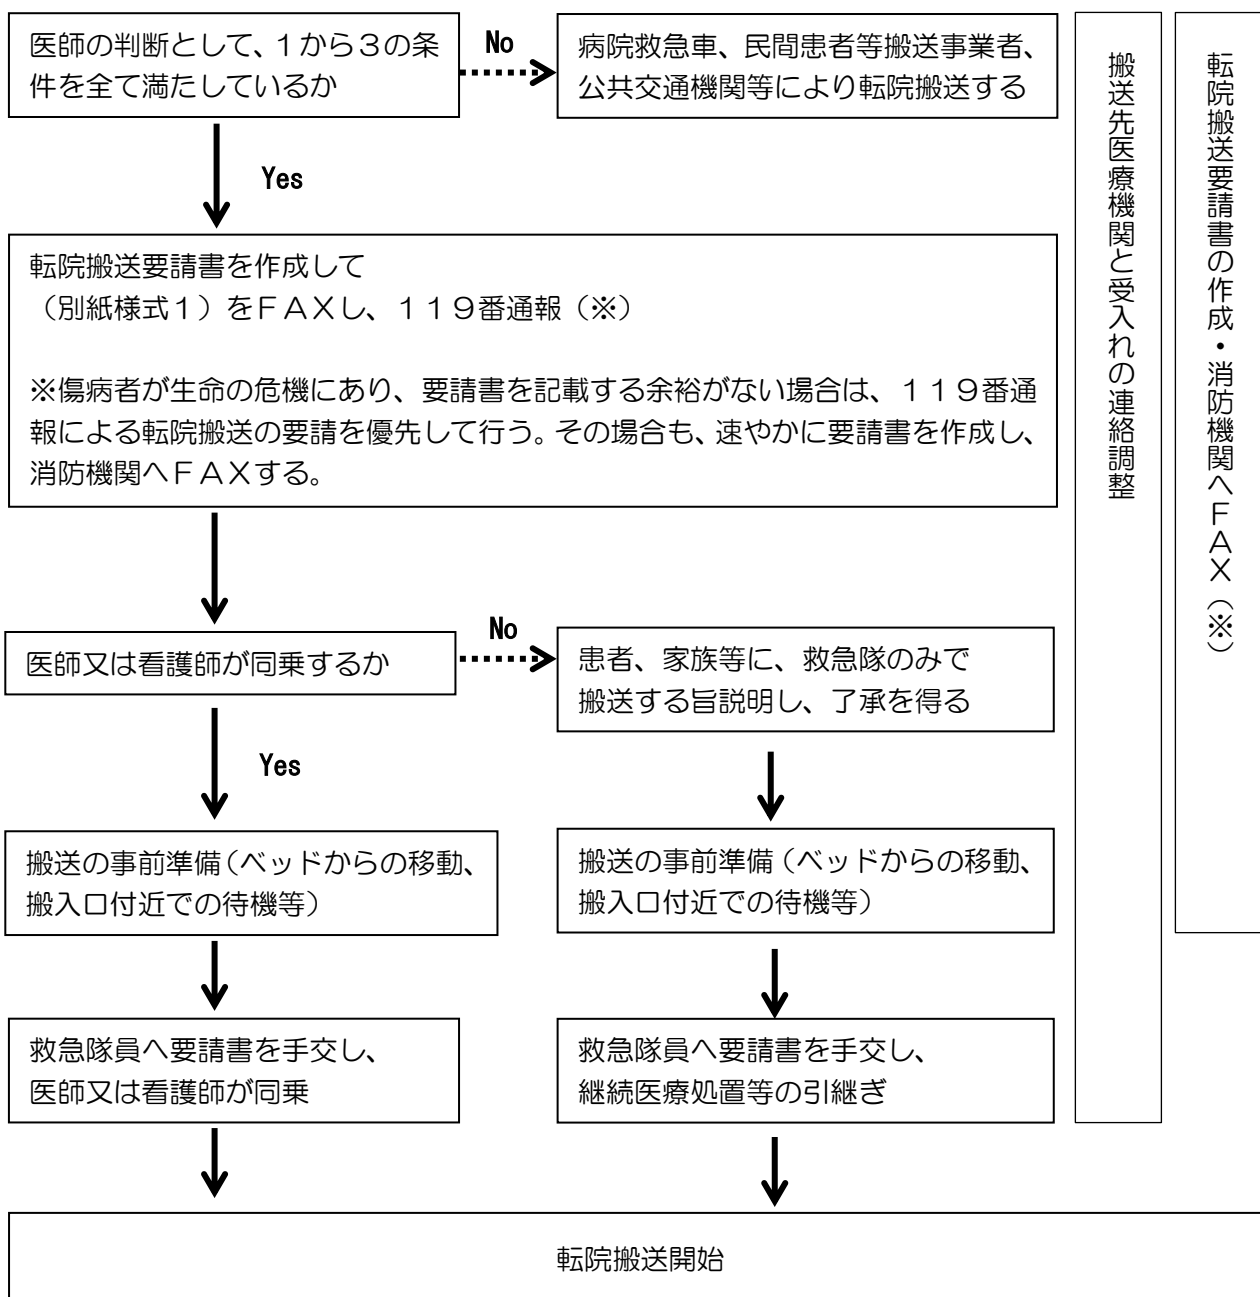 医師の判断として、１から３の条
件を全て満たしているか
No
病院救急車、民間患者等搬送事業者、
公共交通機関等により転院搬送する
Yes
転院搬送要請書を作成して
（別紙様式１）をＦＡＸし、１１９番通報（※）
※傷病者が生命の危機にあり、要請書を記載する余裕がない場合は、１１９番通
報による転院搬送の要請を優先して行う。その場合も、速やかに要請書を作成し、
消防機関へＦＡＸする。
医師又は看護師が同乗するか
No
患者、家族等に、救急隊のみで
搬送する旨説明し、了承を得る
Yes
搬送の事前準備（ベッドからの移動、
搬入口付近での待機等）
搬送の事前準備（ベッドからの移動、
搬入口付近での待機等）
救急隊員へ要請書を手交し、
医師又は看護師が同乗
救急隊員へ要請書を手交し、
継続医療処置等の引継ぎ
転院搬送開始
搬送先医療機関と受入れの連絡調整
転院搬送要請書の作成・消防機関へＦＡＸ（※）